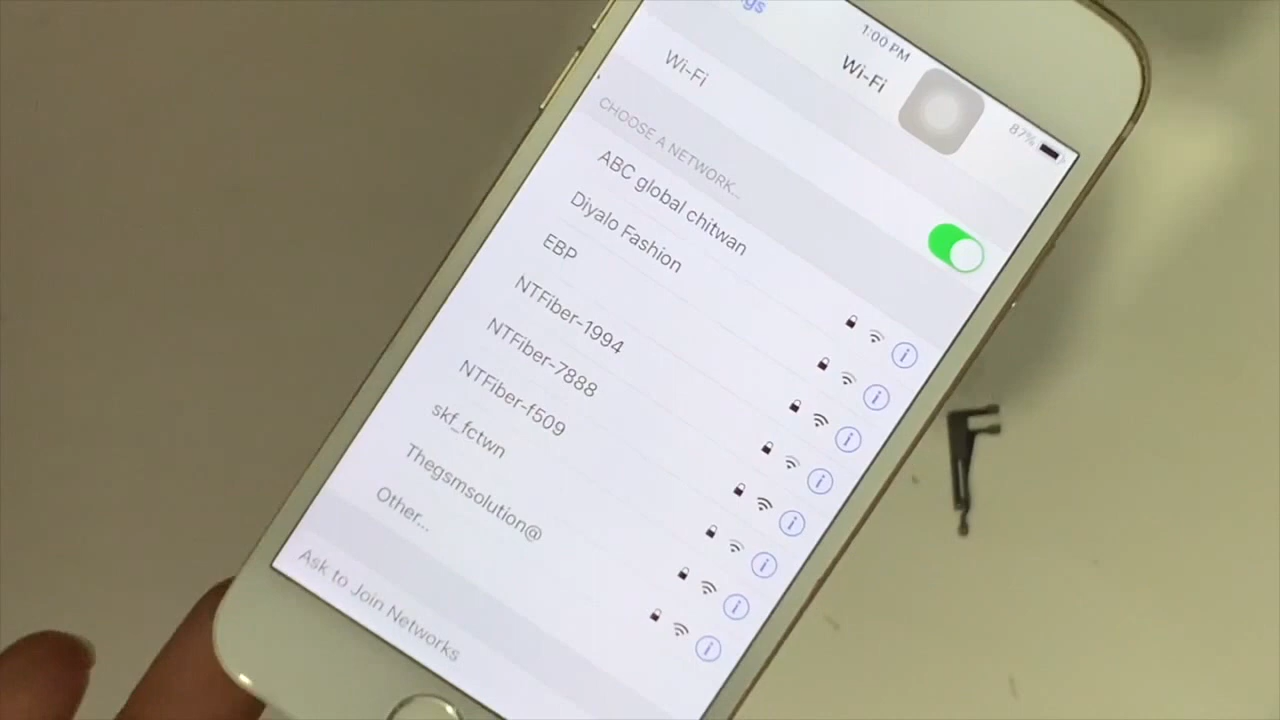 gs
1:00 PM
87%
Wi-Fi
Wi-Fi
CHOOSE A NETWORK...
ABC global chitwan
Diyalo Fashion
EBP
NTFiber-1994
NTFiber-7888
NTFiber-f509
skf_fctwn
Thegsmsolution@
Other...
Ask to Join Networks